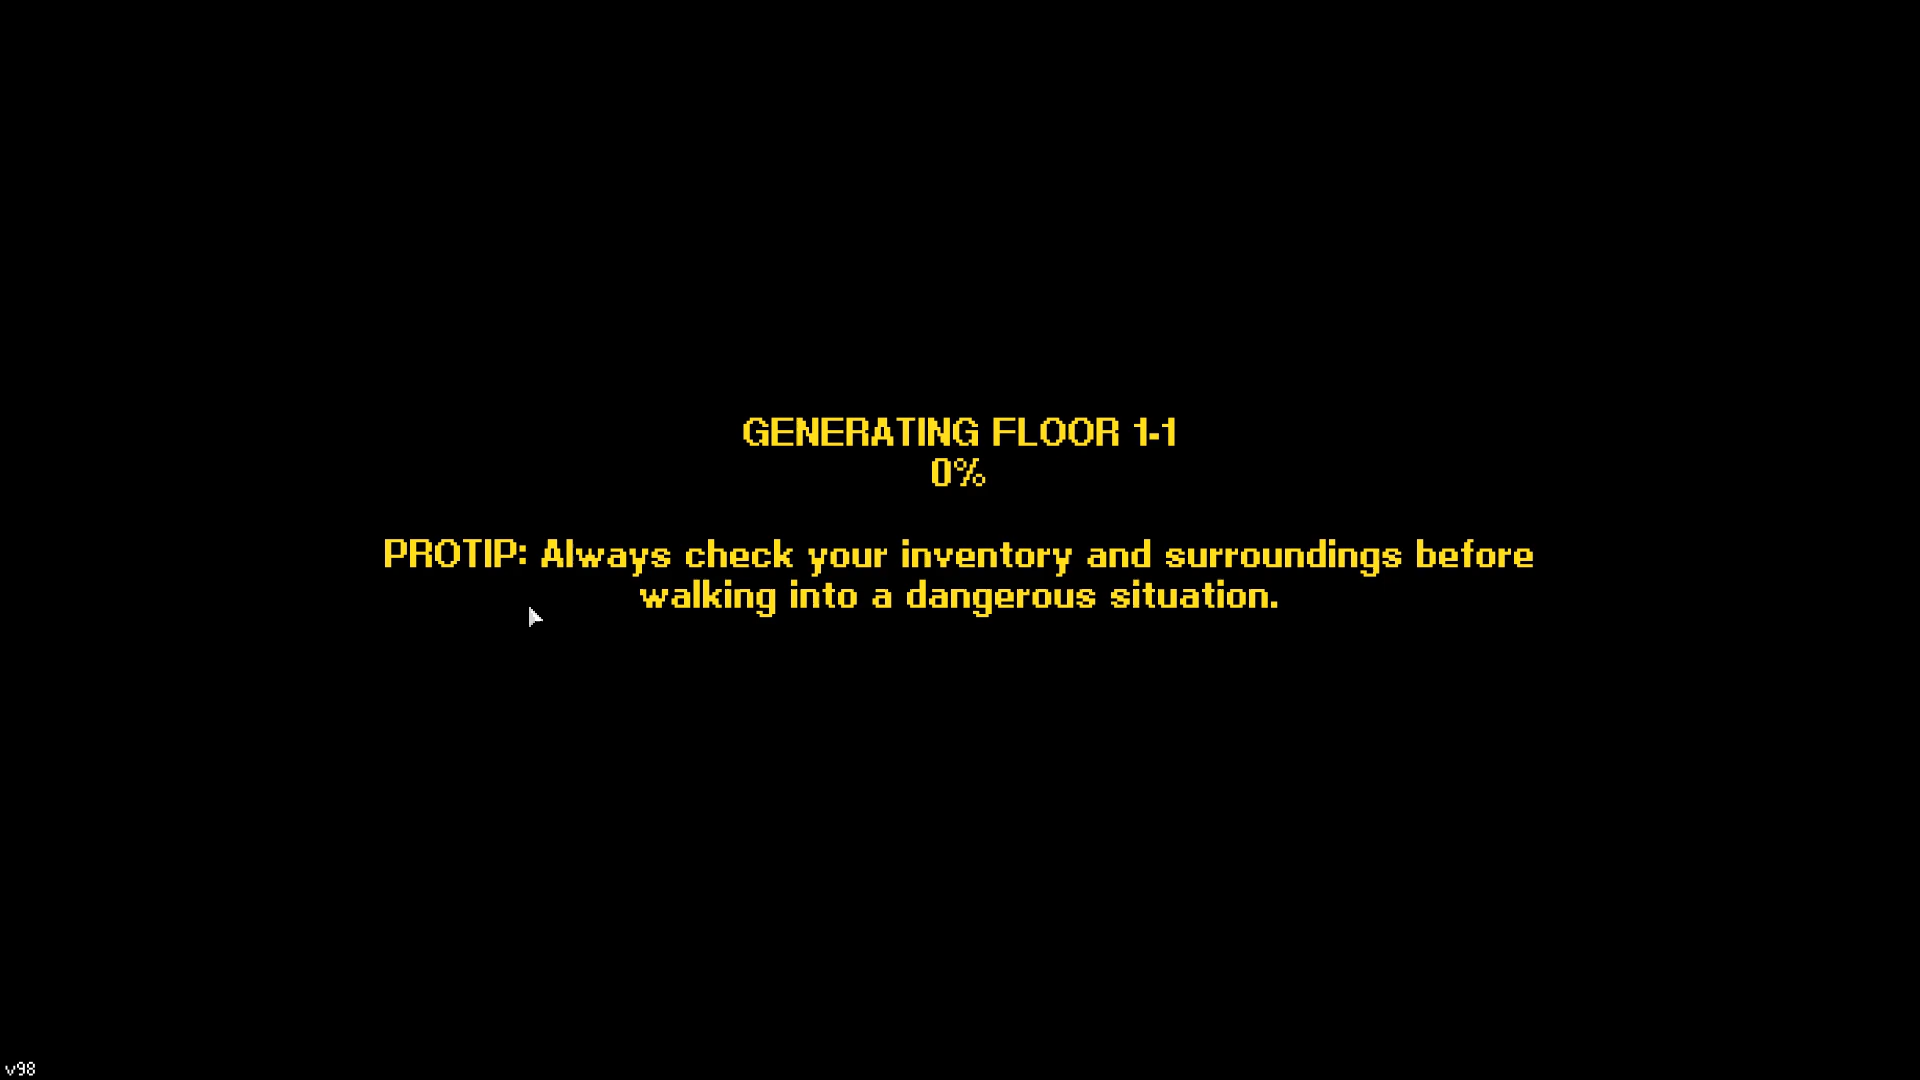 GENERATING FLOOR 1-1
0%
PROTIP: Always check your inventory and surroundings before
walking into a dangerous situation.
v98